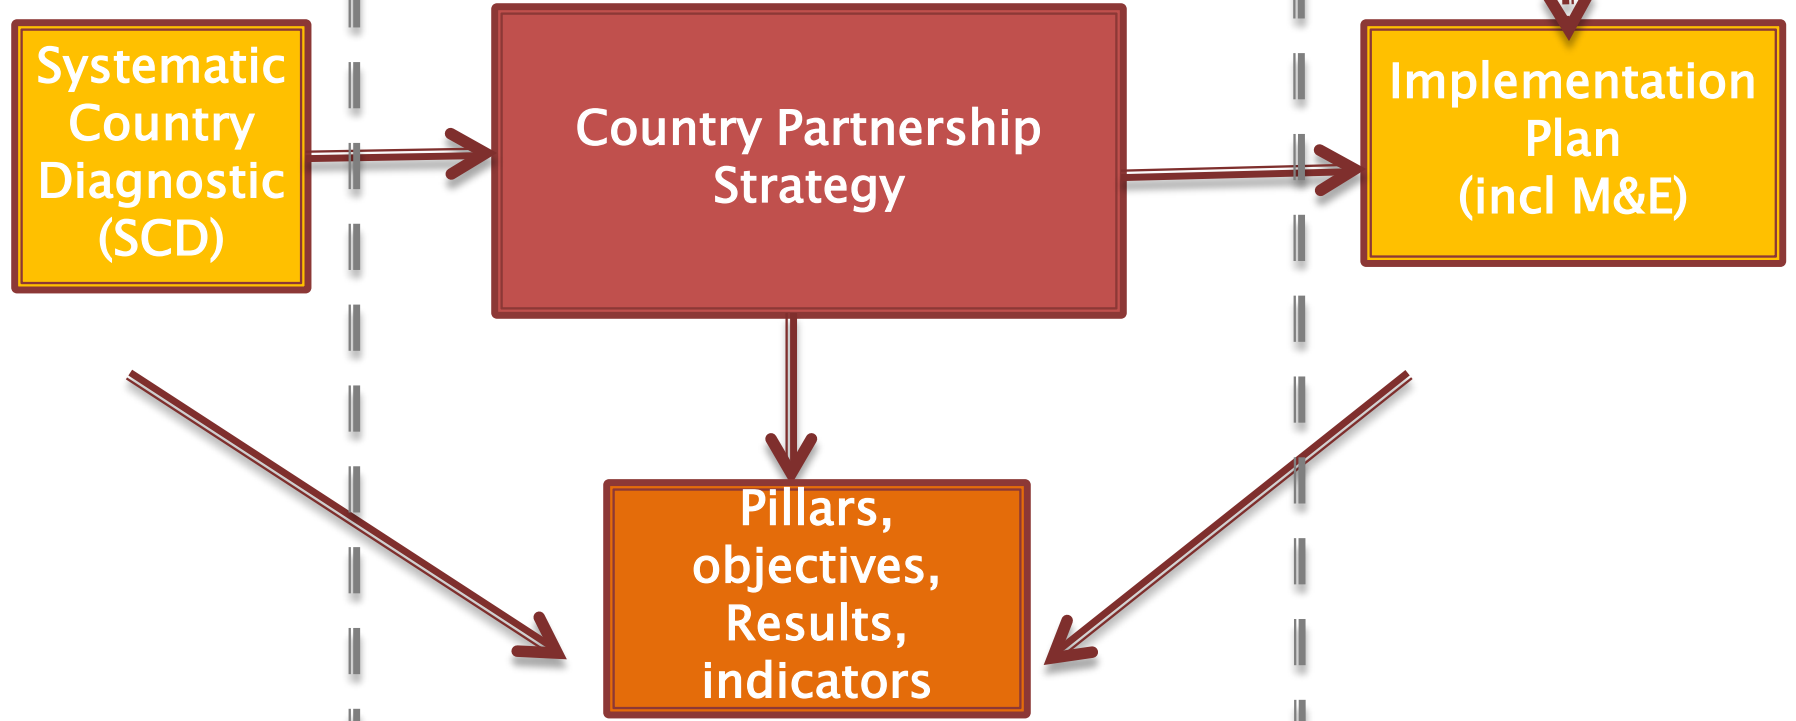 Systematic
Country
Diagnostic
(SCD)
Country Partnership
Strategy
Implementation
Plan
(incl M&E)
Pillars,
objectives,
Results,
indicators